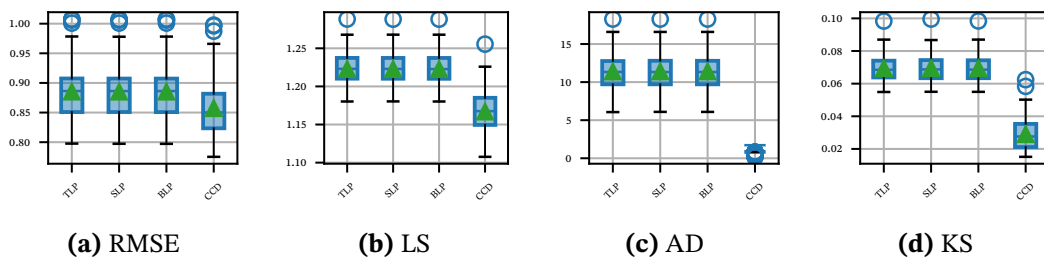 1.00
0.95
0.90
0.85
0.80
TLP SLP BLP CCD
(a) RMSE
1.25
1.20
1.15
1.10
TLP SLP BLP CCD
(b) LS
15
10
5
0
TLP SLP BLP CCD
(c) AD
0.10
0.08
0.06
0.04
0.02
TLP SLP BLP CCD
(d) KS